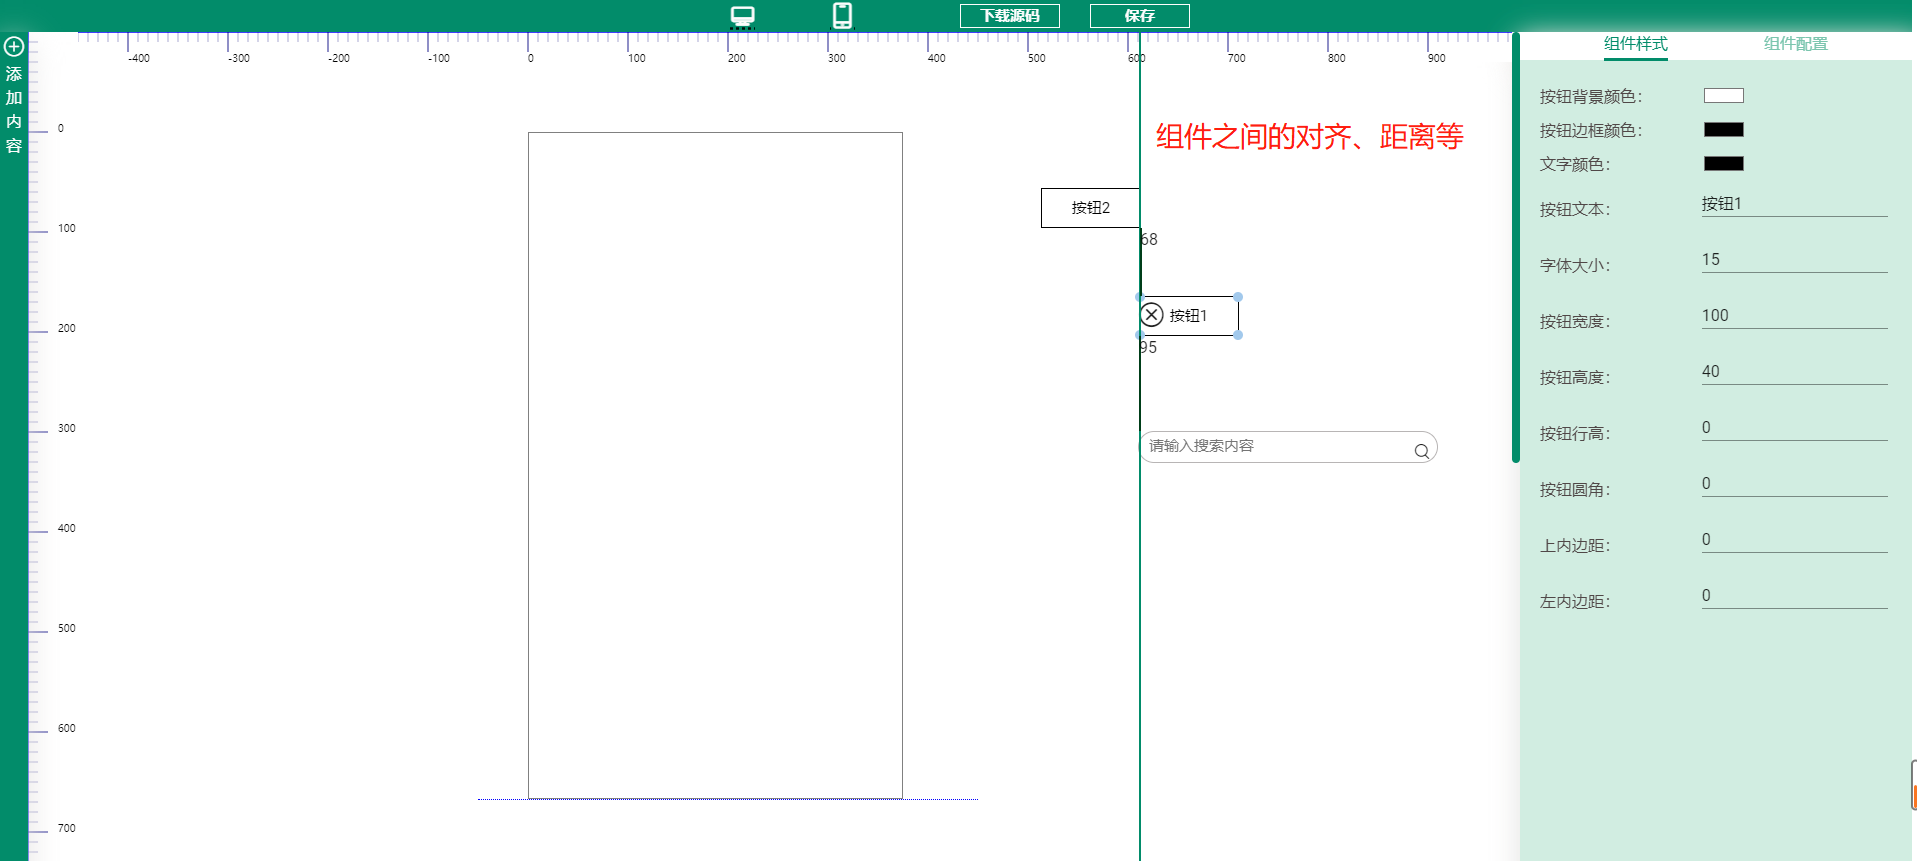 下载源码
保存
添
加
内
容
-400
-300
-200
-100
0
100
200
300
400
500
600
700
800
900
0
100
200
300
400
500
600
700
组件之间的对齐、距离等
按钮2
68
按钮1
95
请输入搜索内容
组件样式
组件配置
按钮背景颜色：
按钮边框颜色：
文字颜色：
按钮文本： 按钮1
字体大小： 15
按钮宽度： 100
按钮高度： 40
按钮行高： 0
按钮圆角： 0
上内边距： 0
左内边距： 0